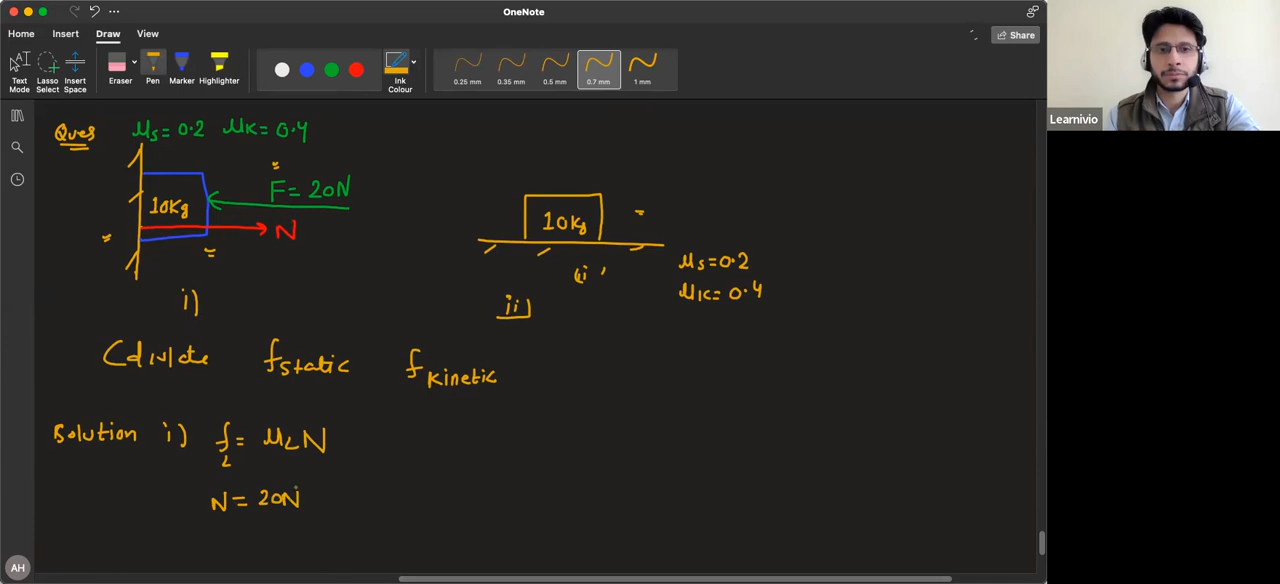 OneNote
Home Insert Draw View
Share
Text Mode
Lasso Select
Insert Space
Eraser
Pen
Marker
Highlighter
Ink Colour
0.25 mm
0.35 mm
0.5 mm
0.7 mm
1 mm
Learnivio
Ques μs = 0.2 μK = 0.4
F = 20N
10Kg
N
i)
10Kg
μs = 0.2
μK = 0.4
(i
ii)
fstatic fKinetic
Solution i) fL = μL N
N = 20N
AH